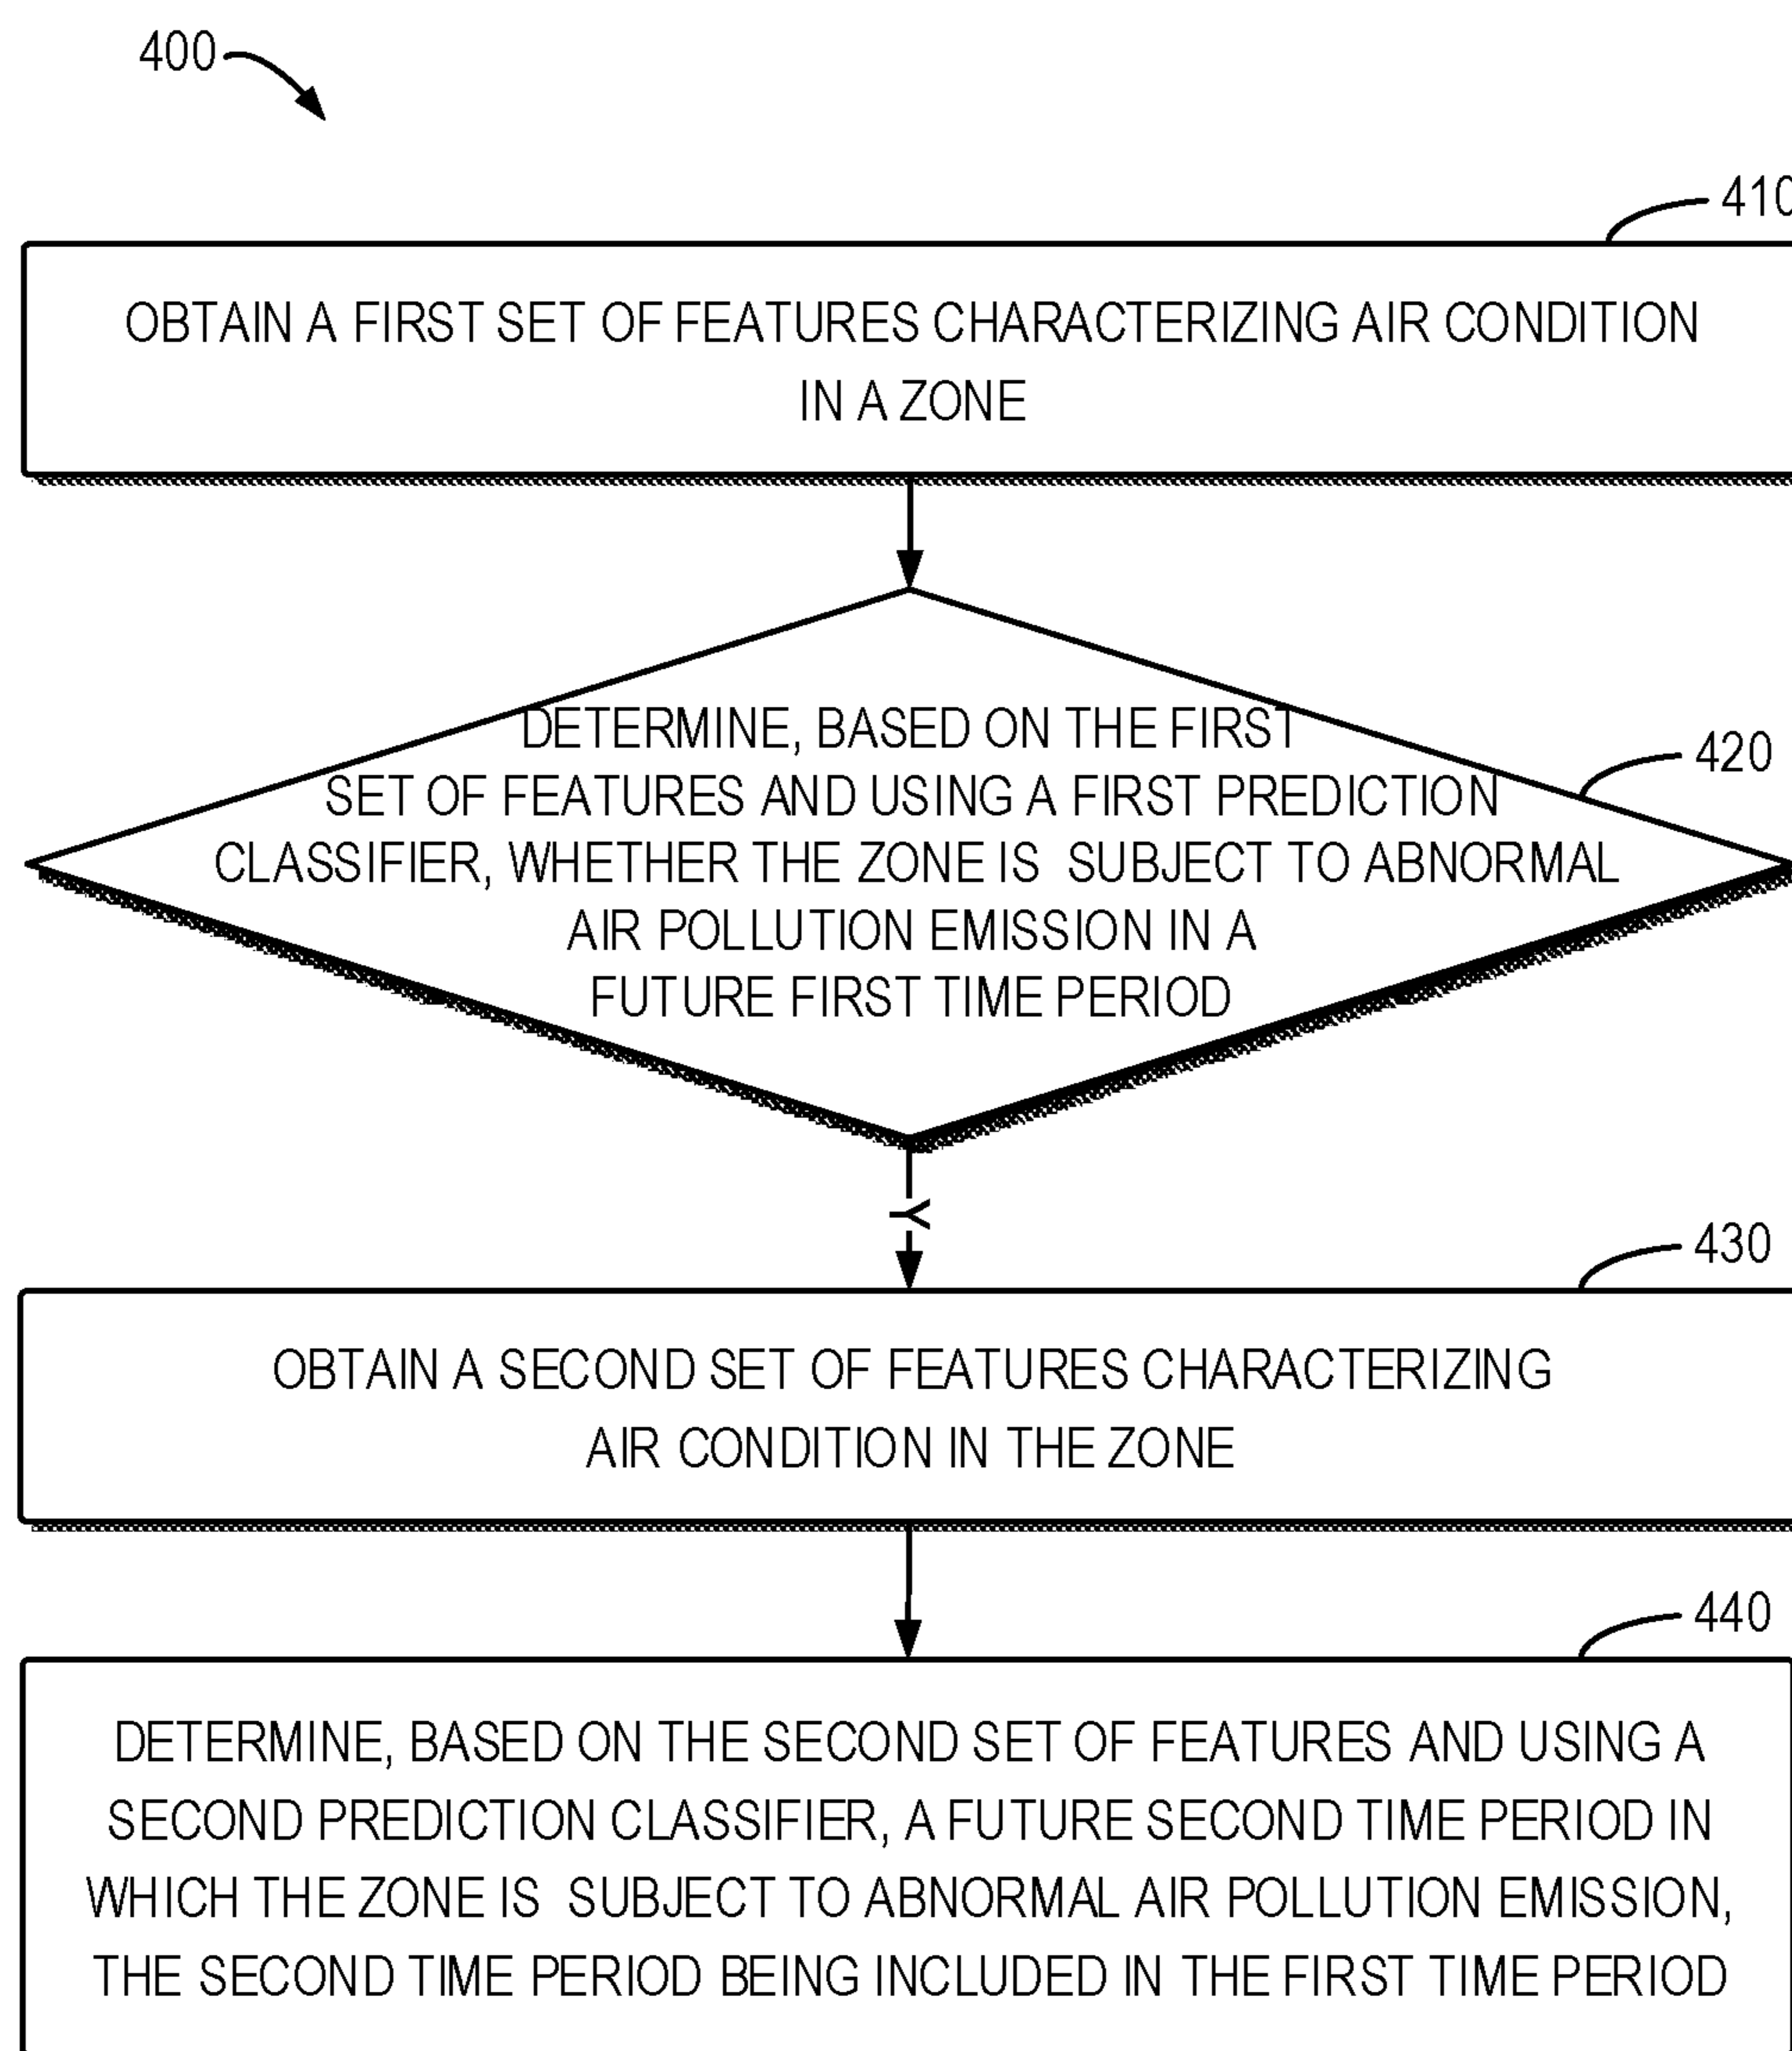 400
410
OBTAIN A FIRST SET OF FEATURES CHARACTERIZING AIR CONDITION
IN A ZONE
DETERMINE, BASED ON THE FIRST
420
SET OF FEATURES AND USING A FIRST PREDICTION
CLASSIFIER, WHETHER THE ZONE IS SUBJECT TO ABNORMAL
AIR POLLUTION EMISSION IN A
FUTURE FIRST TIME PERIOD
Y
430
OBTAIN A SECOND SET OF FEATURES CHARACTERIZING
AIR CONDITION IN THE ZONE
440
DETERMINE, BASED ON THE SECOND SET OF FEATURES AND USING A
SECOND PREDICTION CLASSIFIER, A FUTURE SECOND TIME PERIOD IN
WHICH THE ZONE IS SUBJECT TO ABNORMAL AIR POLLUTION EMISSION,
THE SECOND TIME PERIOD BEING INCLUDED IN THE FIRST TIME PERIOD